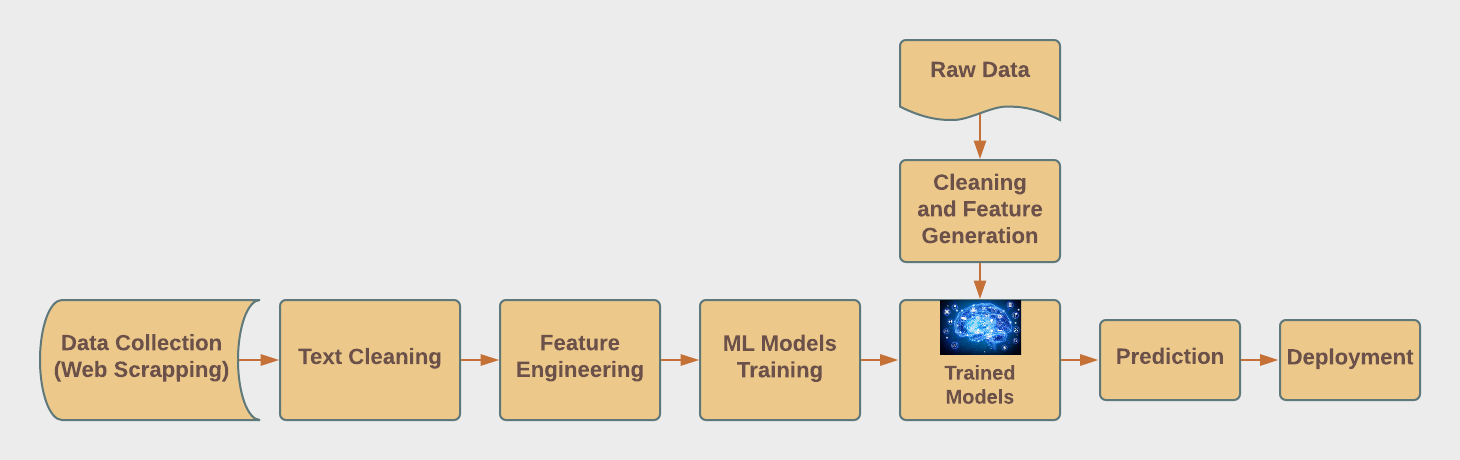 Raw Data
Cleaning
and Feature
Generation
Data Collection
(Web Scrapping)
Text Cleaning
Feature
Engineering
ML Models
Training
Trained
Models
Prediction
Deployment